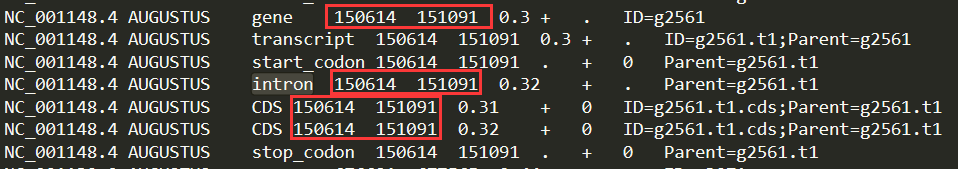 NC_001148.4 AUGUSTUS gene 150614 151091 0.3 + . ID=g2561
NC_001148.4 AUGUSTUS transcript 150614 151091 0.3 + . ID=g2561.t1;Parent=g2561
NC_001148.4 AUGUSTUS start_codon 150614 151091 . + 0 Parent=g2561.t1
NC_001148.4 AUGUSTUS intron 150614 151091 0.32 + . Parent=g2561.t1
NC_001148.4 AUGUSTUS CDS 150614 151091 0.31 + 0 ID=g2561.t1.cds;Parent=g2561.t1
NC_001148.4 AUGUSTUS CDS 150614 151091 0.32 + 0 ID=g2561.t1.cds;Parent=g2561.t1
NC_001148.4 AUGUSTUS stop_codon 150614 151091 . + 0 Parent=g2561.t1